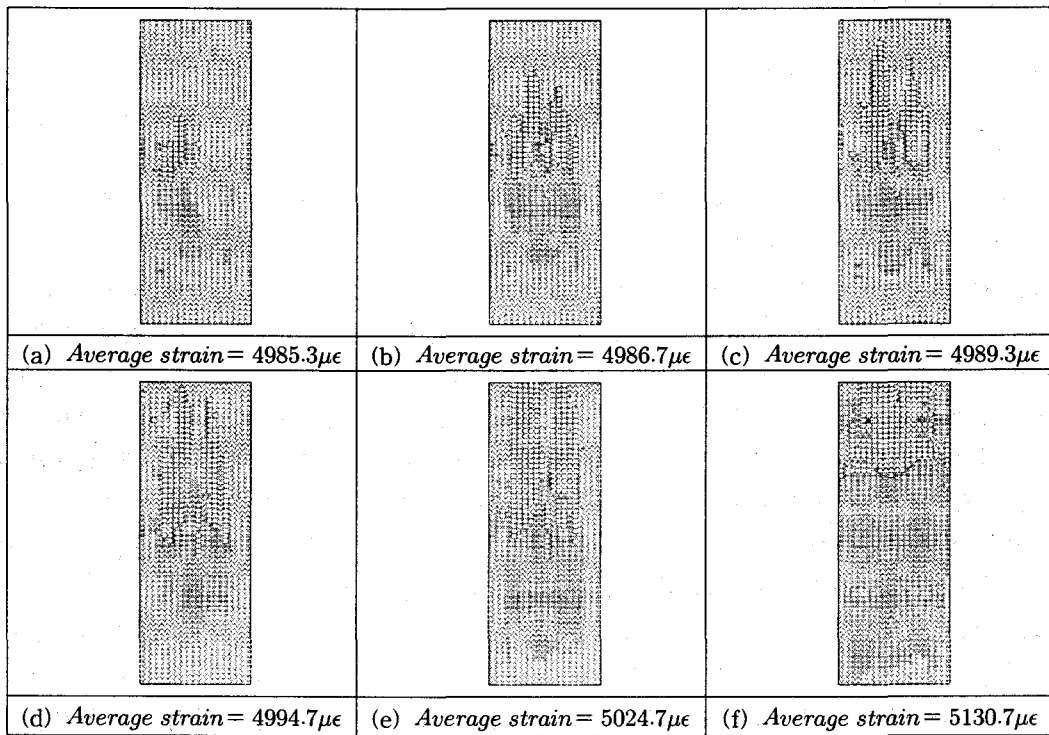 (a) Average strain = 4985.3με
(b) Average strain = 4986.7με
(c) Average strain = 4989.3με
(d) Average strain = 4994.7με
(e) Average strain = 5024.7με
(f) Average strain = 5130.7με